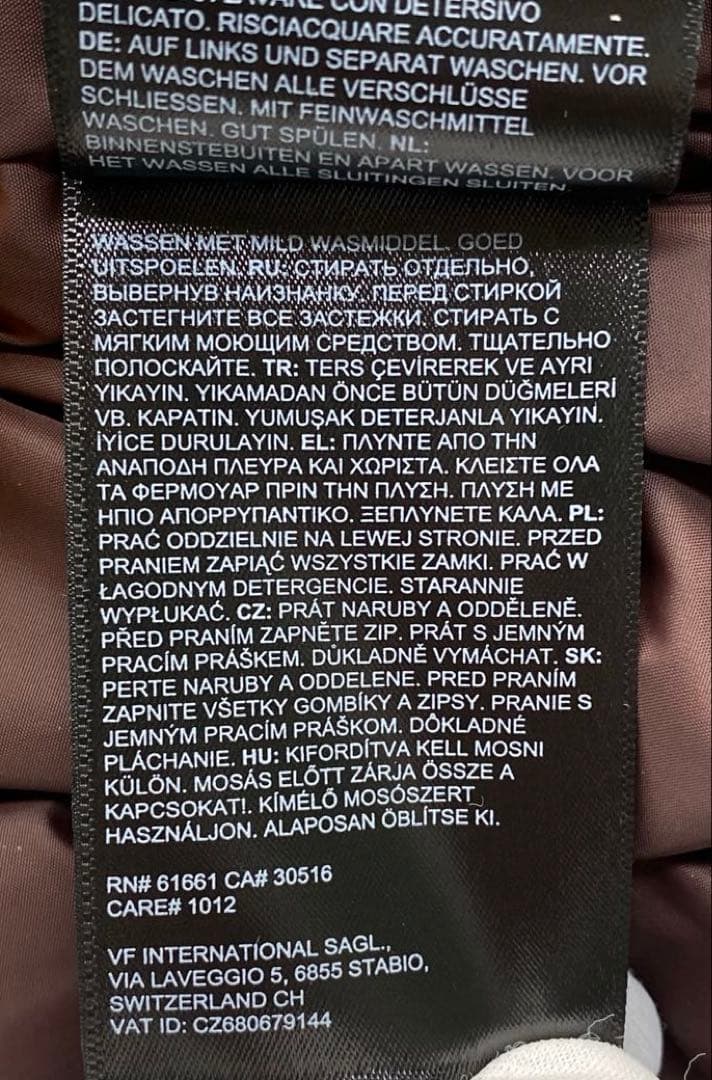 CON DETERSIVO
DELICATO. RISCIACQUARE ACCURATAMENTE.
DE: AUF LINKS UND SEPARAT WASCHEN. VOR
DEM WASCHEN ALLE VERSCHLÜSSE
SCHLIESSEN. MIT FEINWASCHMITTEL
WASCHEN. GUT SPÜLEN. NL:
BINNENSTEBUITEN EN APART WASSEN. VOOR
HET WASSEN ALLE SLUITINGEN SLUITEN.
WASSEN MET MILD WASMIDDEL. GOED
UITSPOELEN. RU: СТИРАТЬ ОТДЕЛЬНО,
ВЫВЕРНУВ НАИЗНАНКУ. ПЕРЕД СТИРКОЙ
ЗАСТЕГНИТЕ ВСЕ ЗАСТЕЖКИ. СТИРАТЬ С
МЯГКИМ МОЮЩИМ СРЕДСТВОМ. ТЩАТЕЛЬНО
ПОЛОСКАЙТЕ. TR: TERS ÇEVİREREK VE AYRI
YIKAYIN. YIKAMADAN ÖNCE BÜTÜN DÜĞMELERİ
VB. KAPATIN. YUMUŞAK DETERJANLA YIKAYIN.
İYİCE DURULAYIN. EL: ΠΛΥΝΤΕ ΑΠΟ ΤΗΝ
ΑΝΑΠΟΔΗ ΠΛΕΥΡΑ ΚΑΙ ΧΩΡΙΣΤΑ. ΚΛΕΙΣΤΕ ΟΛΑ
ΤΑ ΦΕΡΜΟΥΑΡ ΠΡΙΝ ΤΗΝ ΠΛΥΣΗ. ΠΛΥΣΗ ΜΕ
ΗΠΙΟ ΑΠΟΡΡΥΠΑΝΤΙΚΟ. ΞΕΠΛΥΝΕΤΕ ΚΑΛΑ. PL:
PRAĆ ODDZIELNIE NA LEWEJ STRONIE. PRZED
PRANIEM ZAPIĄĆ WSZYSTKIE ZAMKI. PRAĆ W
ŁAGODNYM DETERGENCIE. STARANNIE
WYPŁUKAĆ. CZ: PRÁT NARUBY A ODDĚLENĚ.
PŘED PRANÍM ZAPNĚTE ZIP. PRÁT S JEMNÝM
PRACÍM PRÁŠKEM. DŮKLADNĚ VYMÁCHAT. SK:
PERTE NARUBY A ODDELENE. PRED PRANÍM
ZAPNITE VŠETKY GOMBÍKY A ZIPSY. PRANIE S
JEMNÝM PRACÍM PRÁŠKOM. DÔKLADNÉ
PLÁCHANIE. HU: KIFORDÍTVA KELL MOSNI
KÜLÖN. MOSÁS ELŐTT ZÁRJA ÖSSZE A
KAPCSOKAT!. KÍMÉLŐ MOSÓSZERT
HASZNÁLJON. ALAPOSAN ÖBLÍTSE KI.
RN# 61661 CA# 30516
CARE# 1012
VF INTERNATIONAL SAGL.,
VIA LAVEGGIO 5, 6855 STABIO,
SWITZERLAND CH
VAT ID: CZ680679144